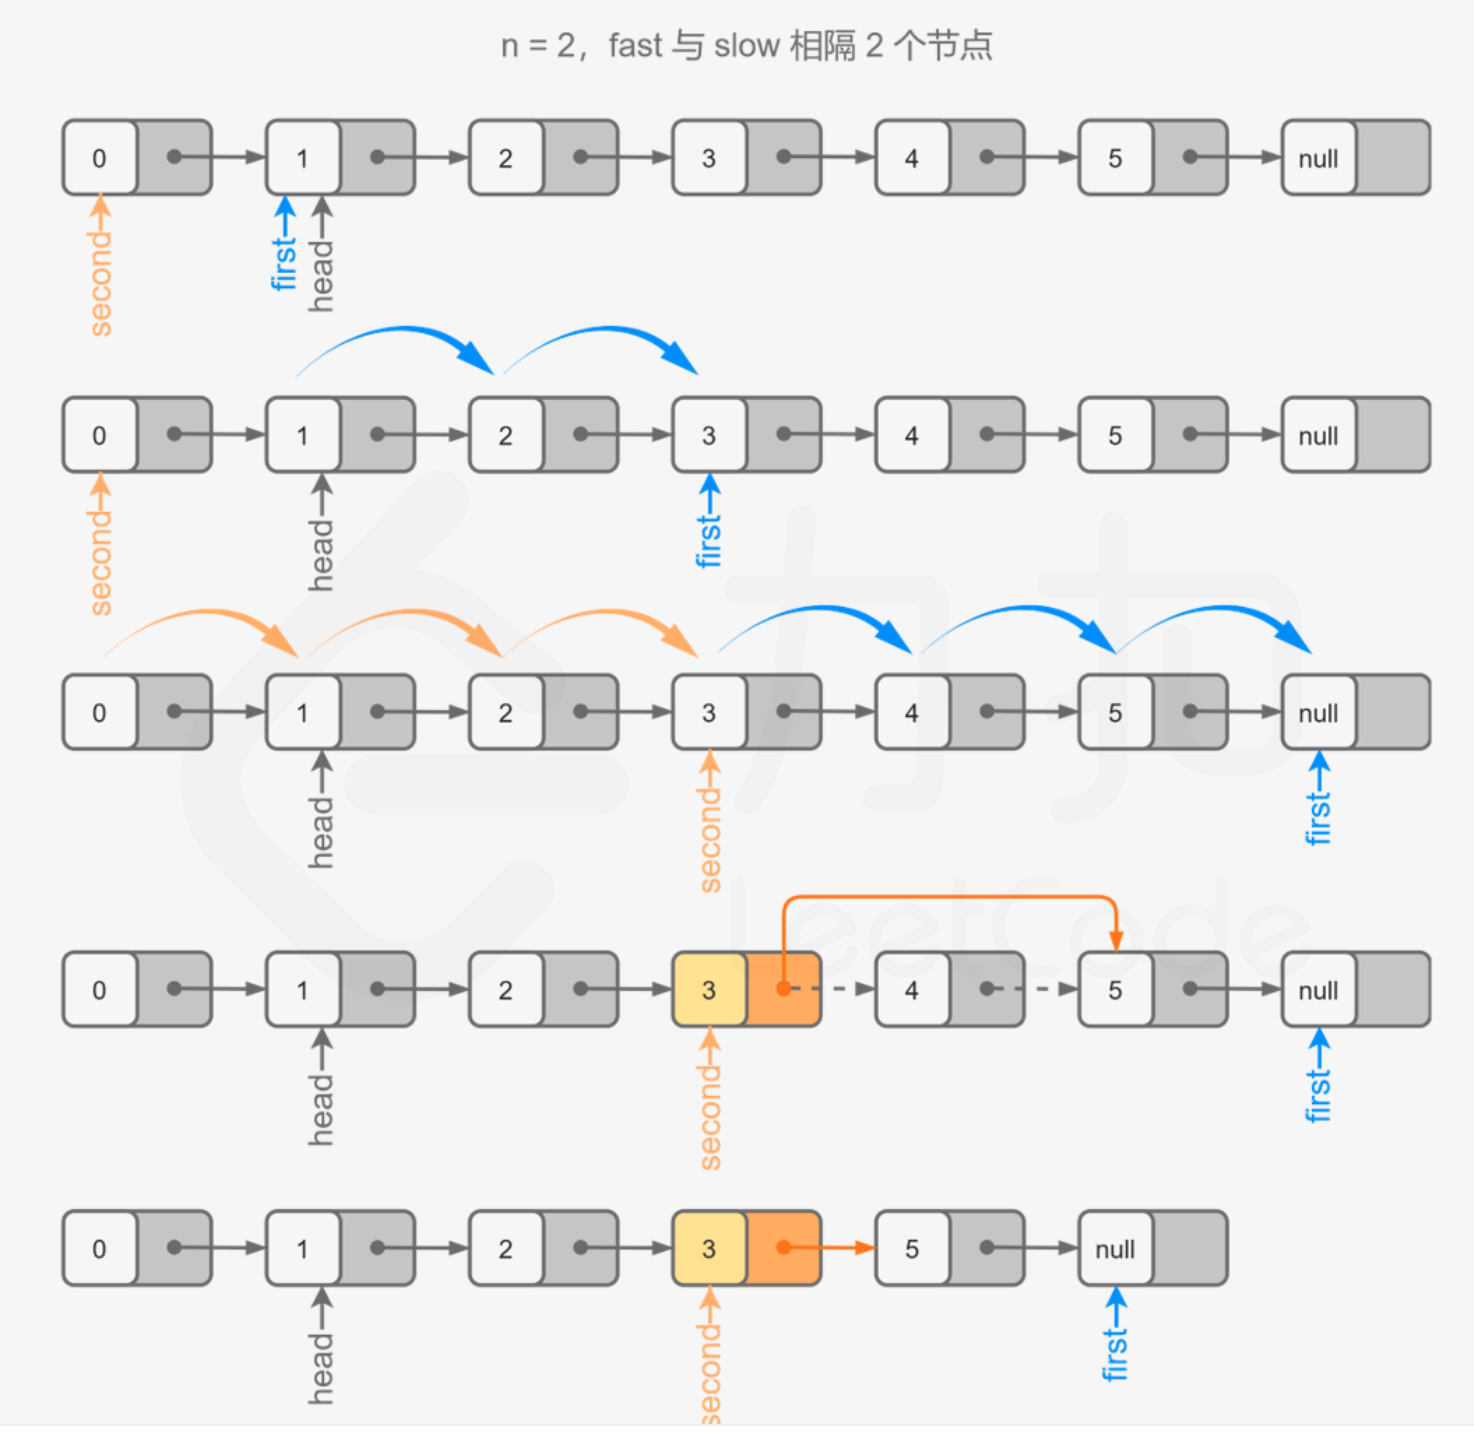 n = 2，fast 与 slow 相隔 2 个节点
0 1 2 3 4 5 null
second first head
0 1 2 3 4 5 null
second head first
0 1 2 3 4 5 null
head second first
力扣
LeetCode
0 1 2 3 4 5 null
head second first
0 1 2 3 5 null
head second first